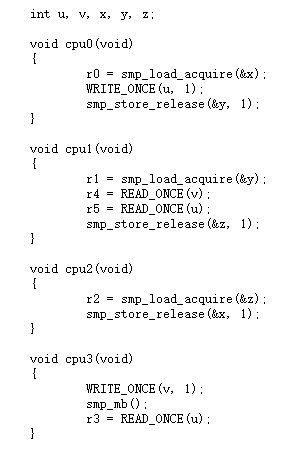 int u, v, x, y, z;
void cpu0(void)
{
r0 = smp_load_acquire(&x);
WRITE_ONCE(u, 1);
smp_store_release(&y, 1);
}
void cpu1(void)
{
r1 = smp_load_acquire(&y);
r4 = READ_ONCE(v);
r5 = READ_ONCE(u);
smp_store_release(&z, 1);
}
void cpu2(void)
{
r2 = smp_load_acquire(&z);
smp_store_release(&x, 1);
}
void cpu3(void)
{
WRITE_ONCE(v, 1);
smp_mb();
r3 = READ_ONCE(u);
}